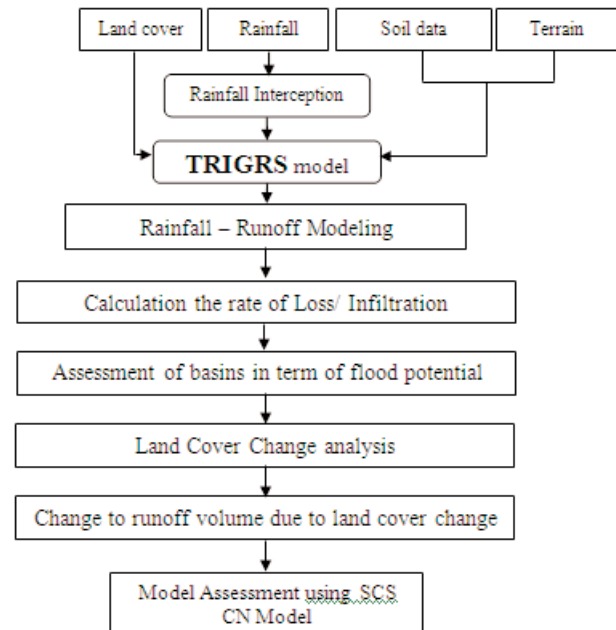 Land cover
Rainfall
Soil data
Terrain
Rainfall Interception
TRIGRS model
Rainfall – Runoff Modeling
Calculation the rate of Loss/ Infiltration
Assessment of basins in term of flood potential
Land Cover Change analysis
Change to runoff volume due to land cover change
Model Assessment using SCS
CN Model